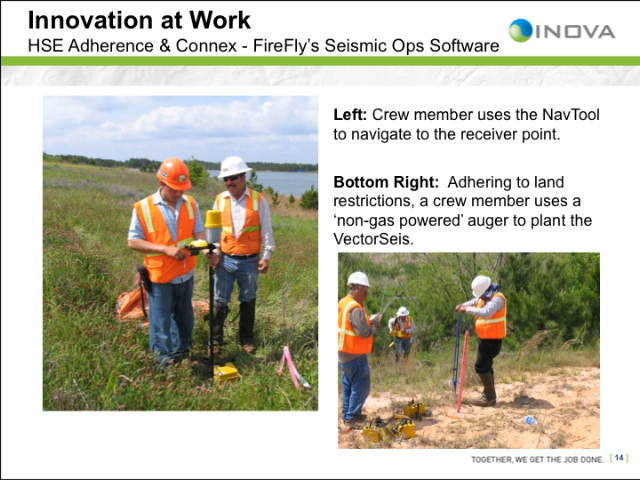 Innovation at Work
HSE Adherence & Connex - FireFly's Seismic Ops Software
INOVA
Left: Crew member uses the NavTool
to navigate to the receiver point.
Bottom Right:  Adhering to land
restrictions, a crew member uses a
‘non-gas powered’ auger to plant the
VectorSeis.
TOGETHER, WE GET THE JOB DONE. [ 14 ]